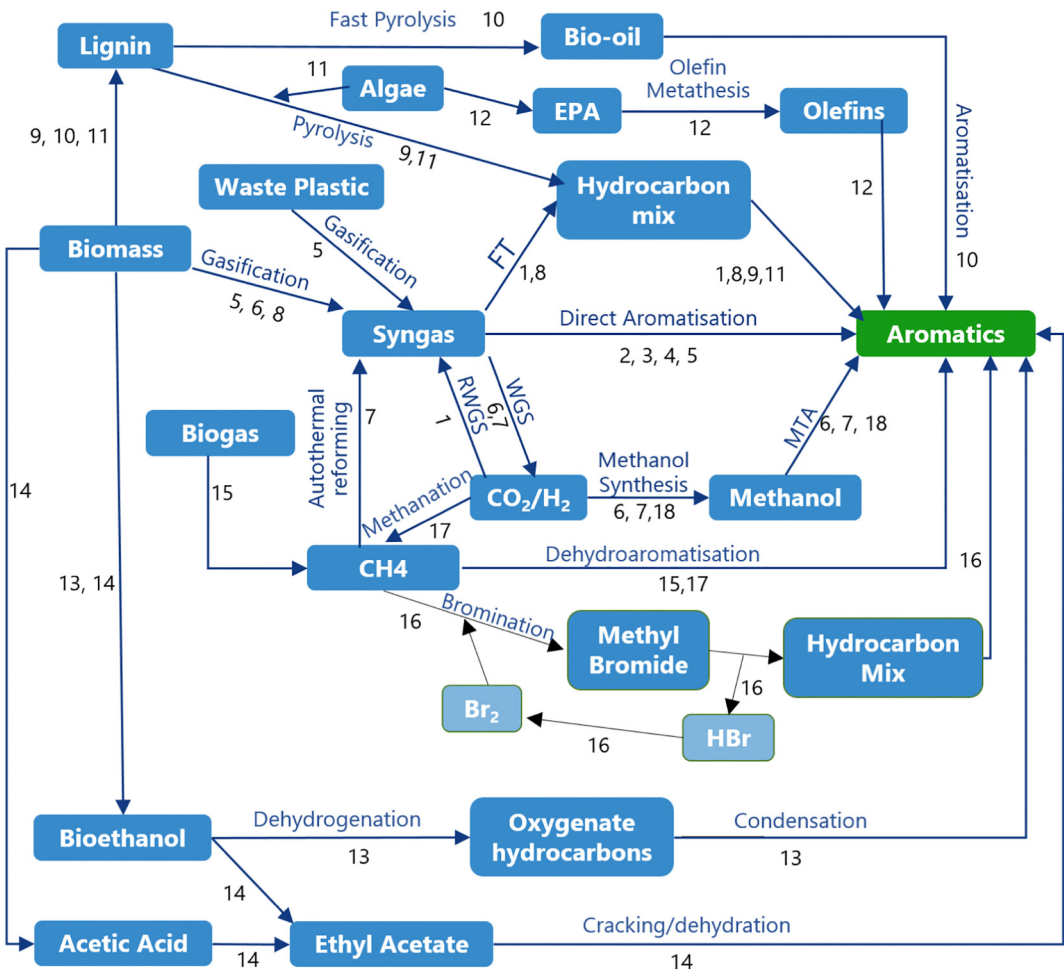 Fast Pyrolysis
10
Lignin
Bio-oil
11
Algae
Olefin
Metathesis
12
EPA
12
Olefins
9, 10, 11
Pyrolysis
9,11
Aromatisation
Waste Plastic
Hydrocarbon
mix
12
Biomass
Gasification
5
Gasification
5, 6, 8
FT
1,8
1,8,9,11
10
Syngas
Direct Aromatisation
2, 3, 4, 5
Aromatics
Autothermal
reforming
7
RWGS
1
WGS
6,7
MTA
6, 7, 18
Biogas
14
15
Methanation
17
CO₂/H₂
Methanol
Synthesis
6, 7,18
Methanol
CH4
Dehydroaromatisation
15,17
16
13, 14
16
Bromination
Methyl
Bromide
Hydrocarbon
Mix
16
Br₂
HBr
16
Bioethanol
Dehydrogenation
13
Oxygenate
hydrocarbons
Condensation
13
14
Acetic Acid
14
Ethyl Acetate
Cracking/dehydration
14